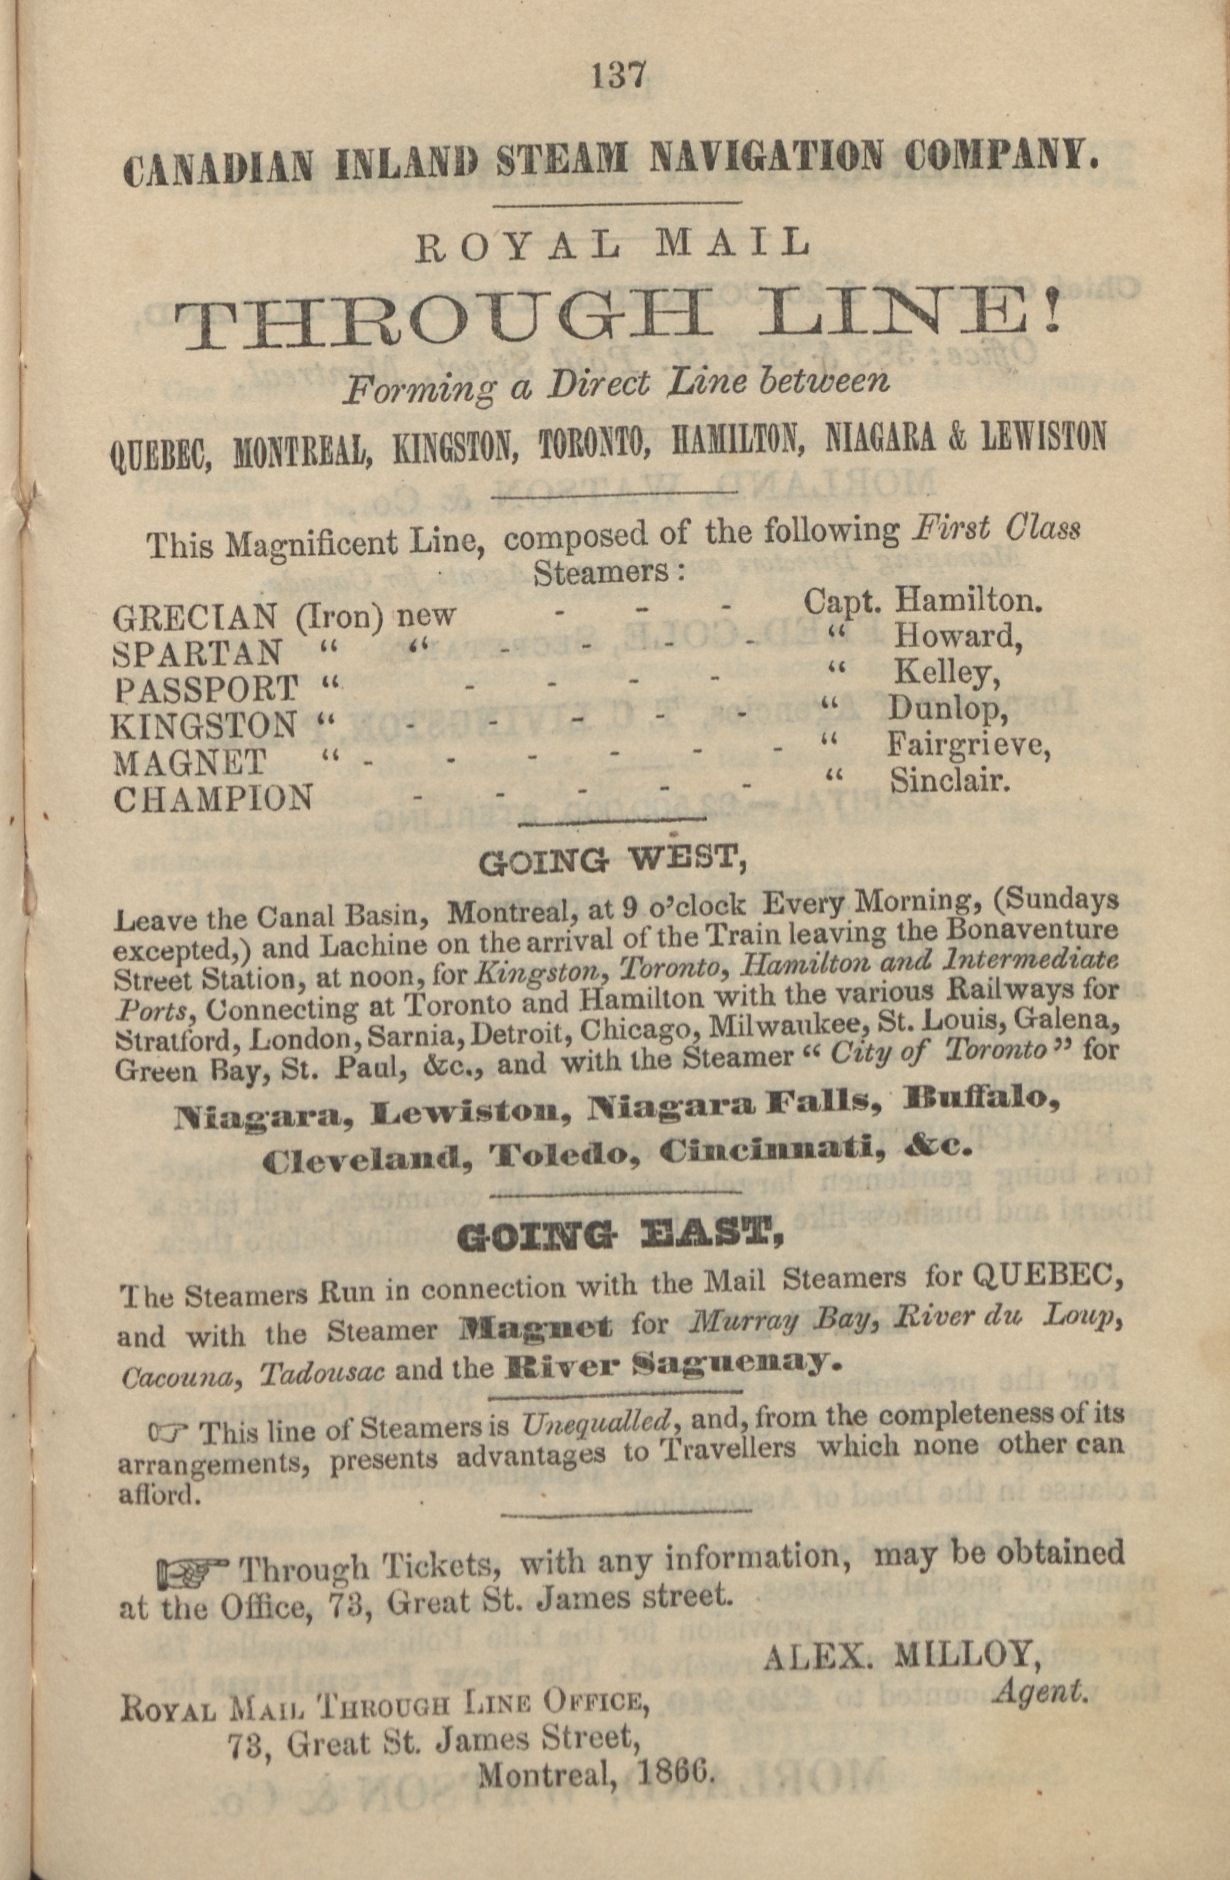 137
CANADIAN INLAND STEAM NAVIGATION COMPANY.
ROYAL MAIL
THROUGH LINE!
Forming a Direct Line between
QUEBEC, MONTREAL, KINGSTON, TORONTO, HAMILTON, NIAGARA & LEWISTON
This Magnificent Line, composed of the following First Class
Steamers:
GRECIAN (Iron) new - - - Capt. Hamilton.
SPARTAN “ “ - - - - “ Howard,
PASSPORT “ - - - - “ Kelley,
KINGSTON “ - - - - - “ Dunlop,
MAGNET “ - - - - - - “ Fairgrieve,
CHAMPION - - - - - “ Sinclair.
GOING WEST,
Leave the Canal Basin, Montreal, at 9 o’clock Every Morning, (Sundays
excepted,) and Lachine on the arrival of the Train leaving the Bonaventure
Street Station, at noon, for Kingston, Toronto, Hamilton and Intermediate
Ports, Connecting at Toronto and Hamilton with the various Railways for
Stratford, London, Sarnia, Detroit, Chicago, Milwaukee, St. Louis, Galena,
Green Bay, St. Paul, &c., and with the Steamer “ City of Toronto ” for
Niagara, Lewiston, Niagara Falls, Buffalo,
Cleveland, Toledo, Cincinnati, &c.
GOING EAST,
The Steamers Run in connection with the Mail Steamers for QUEBEC,
and with the Steamer Magnet for Murray Bay, River du Loup,
Cacouna, Tadousac and the River Saguenay.
☞ This line of Steamers is Unequalled, and, from the completeness of its
arrangements, presents advantages to Travellers which none other can
afford.
☞ Through Tickets, with any information, may be obtained
at the Office, 73, Great St. James street.
ALEX. MILLOY,
Agent.
ROYAL MAIL THROUGH LINE OFFICE,
73, Great St. James Street,
Montreal, 1866.